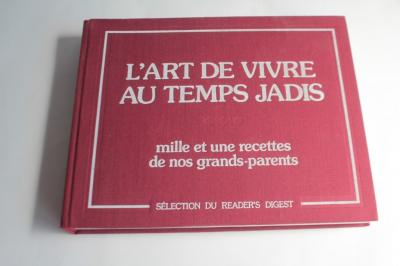 L'ART DE VIVRE
AU TEMPS JADIS
mille et une recettes
de nos grands-parents
SÉLECTION DU READER'S DIGEST